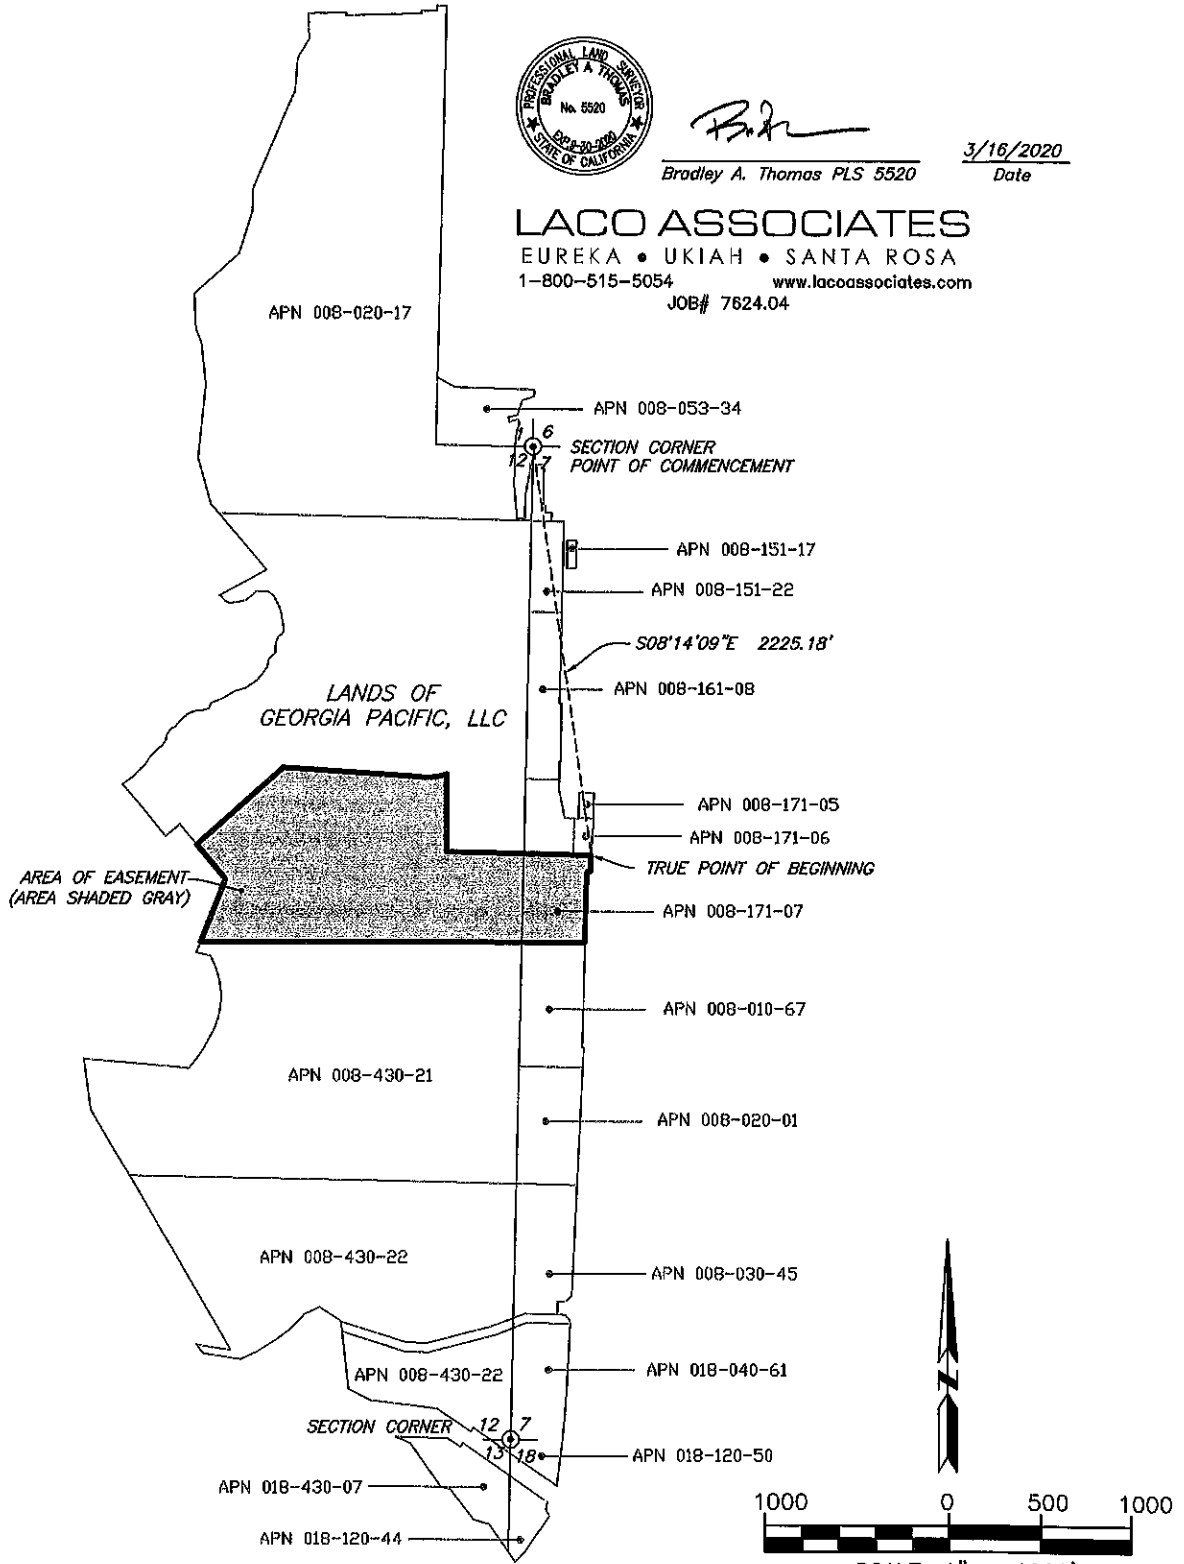 PROFESSIONAL LAND SURVEYOR
BRADLEY A THOMAS
No. 5520
EXP. 9-30-2020
STATE OF CALIFORNIA
Bradley A. Thomas PLS 5520
3/16/2020
Date
LACO ASSOCIATES
EUREKA • UKIAH • SANTA ROSA
1-800-515-5054 www.lacoassociates.com
JOB# 7624.04
APN 008-020-17
APN 008-053-34
1 6
12 7
SECTION CORNER
POINT OF COMMENCEMENT
APN 008-151-17
APN 008-151-22
S08°14'09"E 2225.18'
APN 008-161-08
LANDS OF
GEORGIA PACIFIC, LLC
APN 008-171-05
APN 008-171-06
TRUE POINT OF BEGINNING
AREA OF EASEMENT
(AREA SHADED GRAY)
APN 008-171-07
APN 008-010-67
APN 008-430-21
APN 008-020-01
APN 008-430-22
APN 008-030-45
APN 008-430-22
APN 018-040-61
SECTION CORNER
12 7
13 18
APN 018-120-50
APN 018-430-07
APN 018-120-44
N
1000 0 500 1000